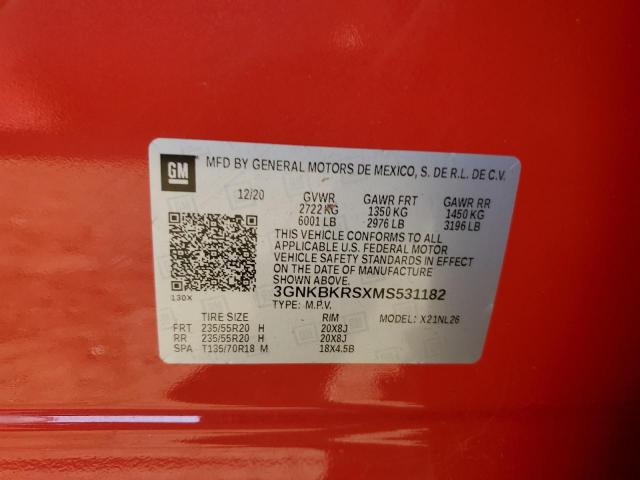 GM
MFD BY GENERAL MOTORS DE MEXICO, S. DE R.L. DE C.V.
12/20 GVWR GAWR FRT GAWR RR
2722 KG 1350 KG 1450 KG
6001 LB 2976 LB 3196 LB
THIS VEHICLE CONFORMS TO ALL
APPLICABLE U.S. FEDERAL MOTOR
VEHICLE SAFETY STANDARDS IN
EFFECT ON THE DATE OF MANUFACTURE
SHOWN ABOVE.
3GNKBKRSXMS531182
130X
TYPE: M.P.V. MODEL: X21NL26
TIRE SIZE RIM
FRT 235/55R20 H 20X8J
RR 235/55R20 H 20X8J
SPA T135/70R18 M 18X4.5B